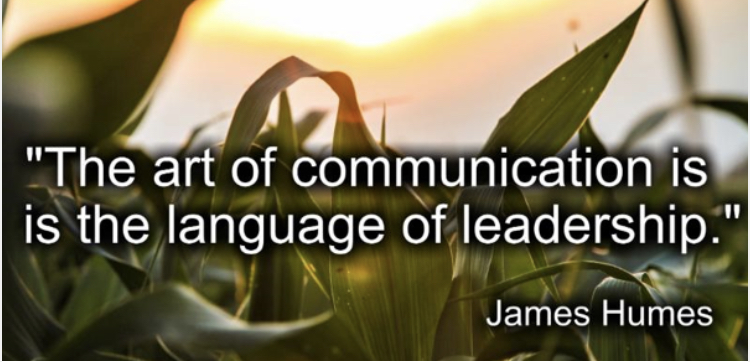 "The art of communication is
is the language of leadership."
James Humes